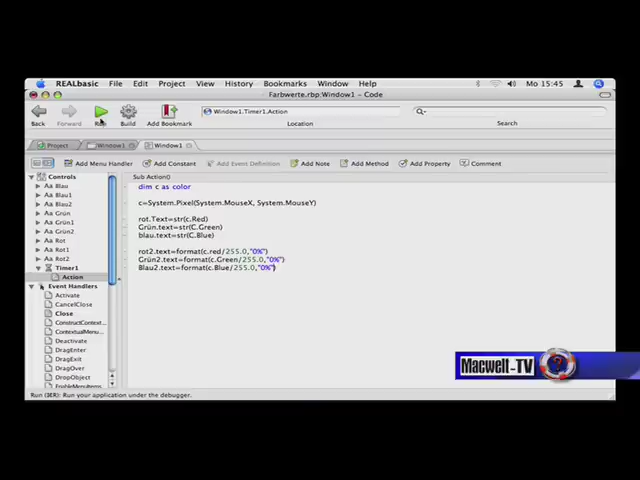 REALbasic File Edit Project View History Bookmarks Window Help Mo 15:45
Farbwerte.rbp:Window1 - Code
Window1.Timer1.Action
Back Forward Run Build Add Bookmark Location Search
Project Window1 Window1
Add Menu Handler Add Constant Add Event Definition Add Note Add Method Add Property Comment
Controls
Blau
Blau1
Blau2
Grün
Grün1
Grün2
Rot
Rot1
Rot2
Timer1
Action
Event Handlers
Activate
CancelClose
Close
ConstructContext...
ContextualMenu...
Deactivate
DragEnter
DragExit
DragOver
DropObject
EnableMenuItems
Sub Action()
dim c as color
c=System.Pixel(System.MouseX, System.MouseY)
rot.Text=str(c.Red)
Grün.text=str(C.Green)
blau.text=str(C.Blue)
rot2.text=format(c.red/255.0,"0%")
Grün2.text=format(c.Green/255.0,"0%")
Blau2.text=format(c.Blue/255.0,"0%")
Macwelt-TV
Run (⌘R): Run your application under the debugger.